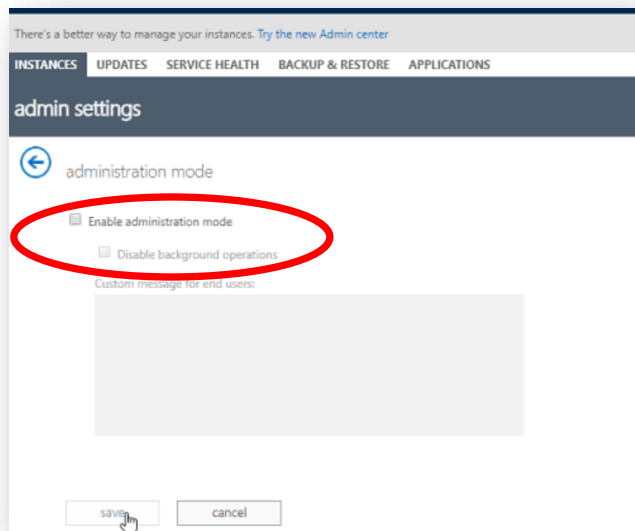 There's a better way to manage your instances. Try the new Admin center
INSTANCES UPDATES SERVICE HEALTH BACKUP & RESTORE APPLICATIONS
admin settings
administration mode
Enable administration mode
Disable background operations
Custom message for end users:
save cancel